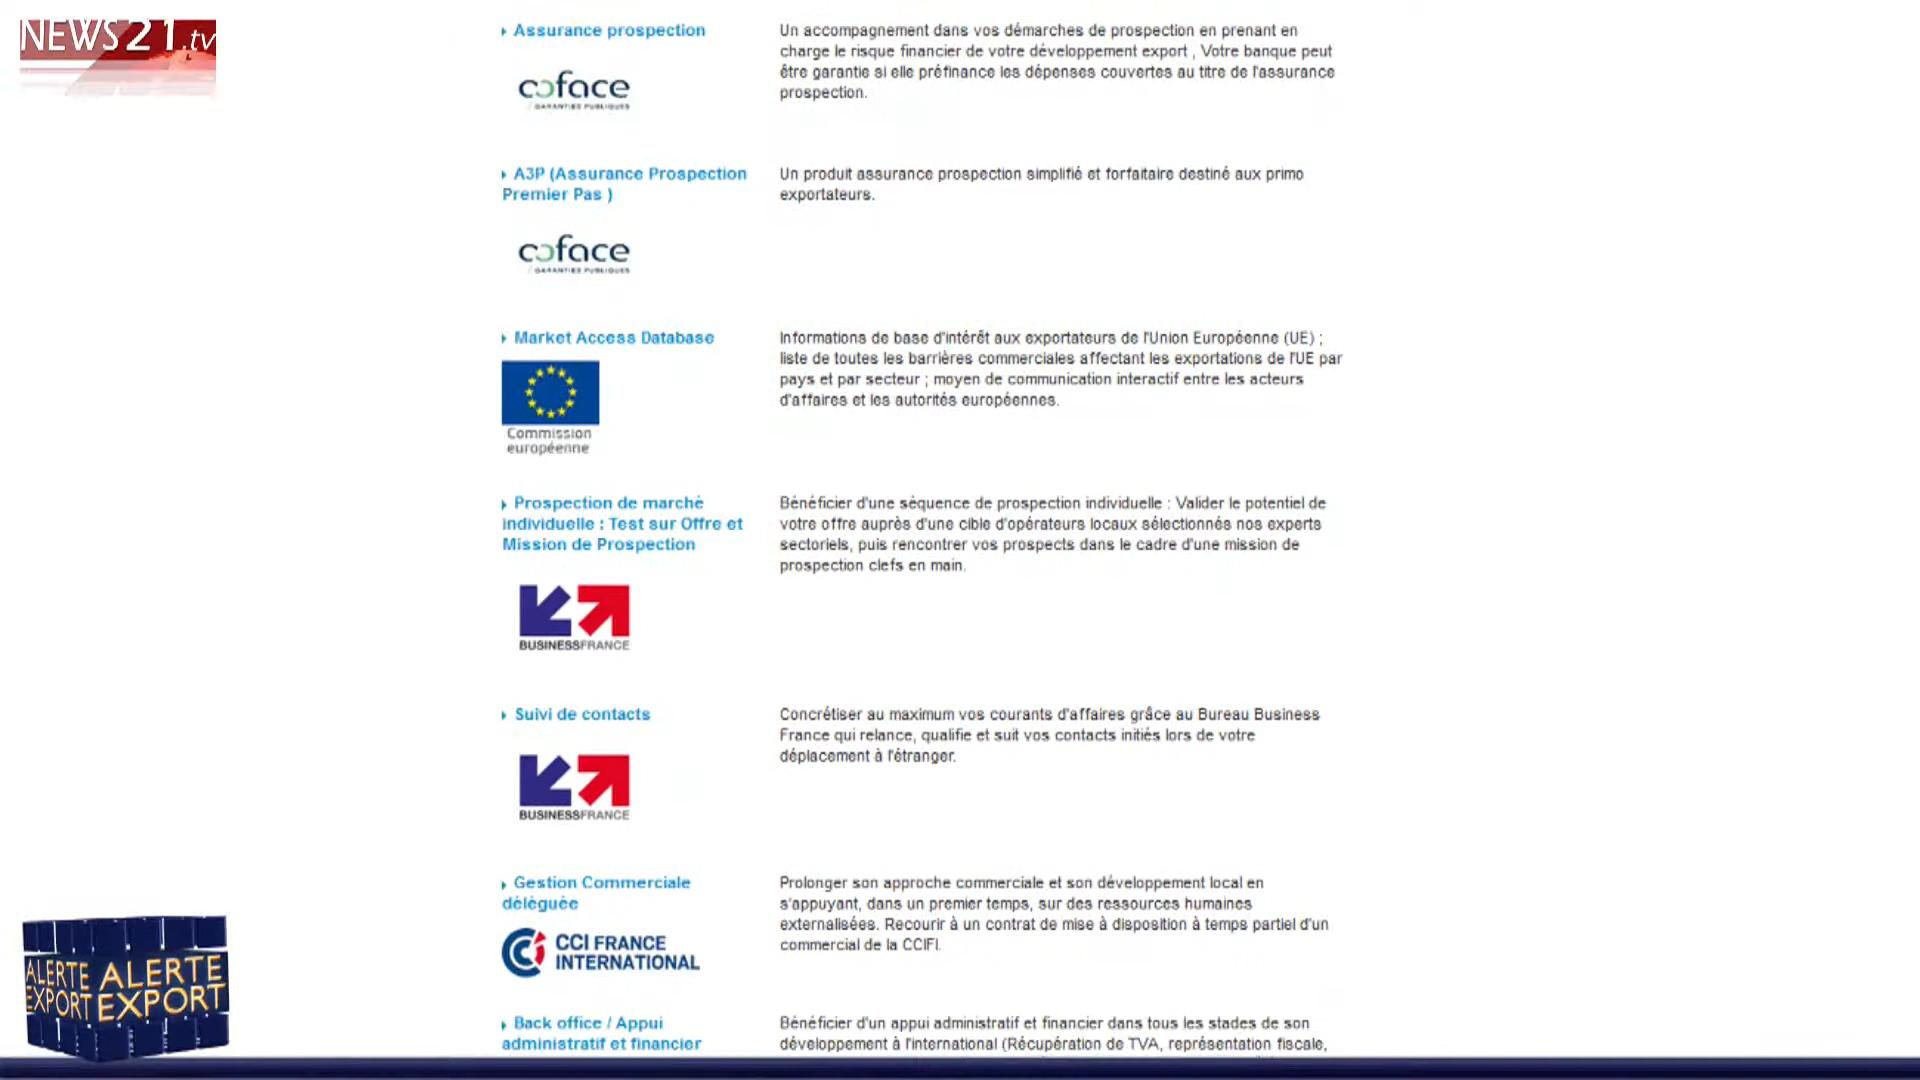 NEWS21.tv
Assurance prospection
Un accompagnement dans vos démarches de prospection en prenant en
charge le risque financier de votre développement export , Votre banque peut
être garantie si elle préfinance les dépenses couvertes au titre de l'assurance
prospection.
coface
GARANTIES PUBLIQUES
A3P (Assurance Prospection
Premier Pas )
Un produit assurance prospection simplifié et forfaitaire destiné aux primo
exportateurs.
coface
GARANTIES PUBLIQUES
Market Access Database
Informations de base d'intérêt aux exportateurs de l'Union Européenne (UE) ;
liste de toutes les barrières commerciales affectant les exportations de l'UE par
pays et par secteur ; moyen de communication interactif entre les acteurs
d'affaires et les autorités européennes.
Commission
européenne
Prospection de marché
individuelle : Test sur Offre et
Mission de Prospection
Bénéficier d'une séquence de prospection individuelle : Valider le potentiel de
votre offre auprès d'une cible d'opérateurs locaux sélectionnés nos experts
sectoriels, puis rencontrer vos prospects dans le cadre d'une mission de
prospection clefs en main.
BUSINESSFRANCE
Suivi de contacts
Concrétiser au maximum vos courants d'affaires grâce au Bureau Business
France qui relance, qualifie et suit vos contacts initiés lors de votre
déplacement à l'étranger.
BUSINESSFRANCE
Gestion Commerciale
déléguée
Prolonger son approche commerciale et son développement local en
s'appuyant, dans un premier temps, sur des ressources humaines
externalisées. Recourir à un contrat de mise à disposition à temps partiel d'un
commercial de la CCIFI.
CCI FRANCE
INTERNATIONAL
Back office / Appui
administratif et financier
Bénéficier d'un appui administratif et financier dans tous les stades de son
développement à l'international (Récupération de TVA, représentation fiscale,
ALERTE ALERTE
EXPORT EXPORT